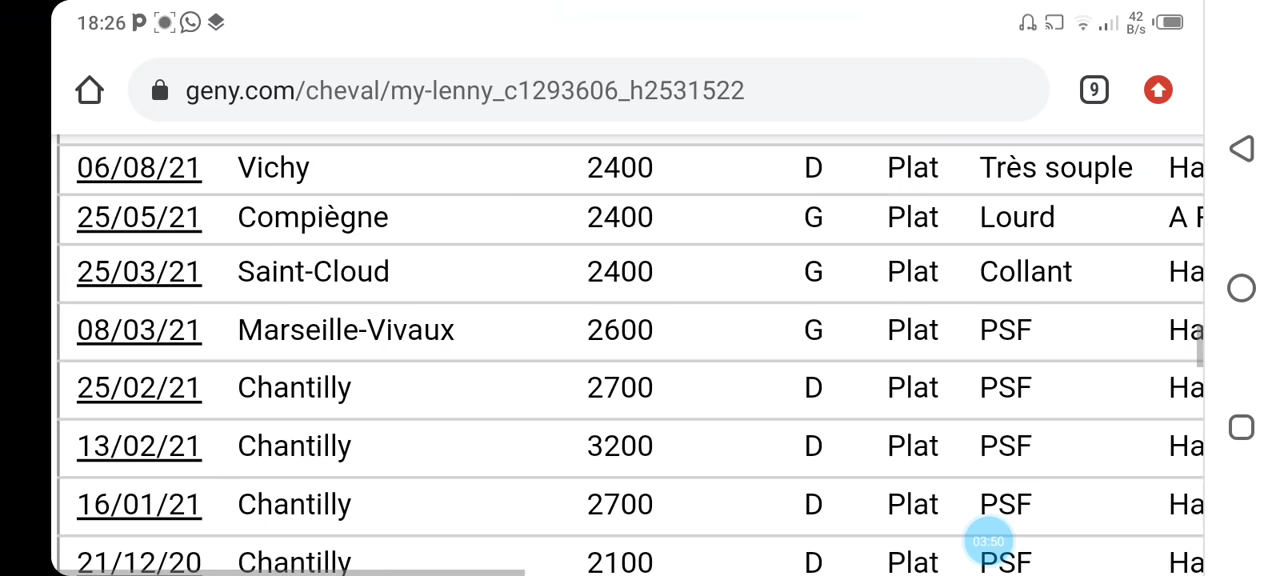 18:26 42 B/s
geny.com/cheval/my-lenny_c1293606_h2531522 9
06/08/21 Vichy 2400 D Plat Très souple Ha
25/05/21 Compiègne 2400 G Plat Lourd A
25/03/21 Saint-Cloud 2400 G Plat Collant Ha
08/03/21 Marseille-Vivaux 2600 G Plat PSF Ha
25/02/21 Chantilly 2700 D Plat PSF Ha
13/02/21 Chantilly 3200 D Plat PSF Ha
16/01/21 Chantilly 2700 D Plat PSF Ha
03:50
21/12/20 Chantilly 2100 D Plat PSF Ha